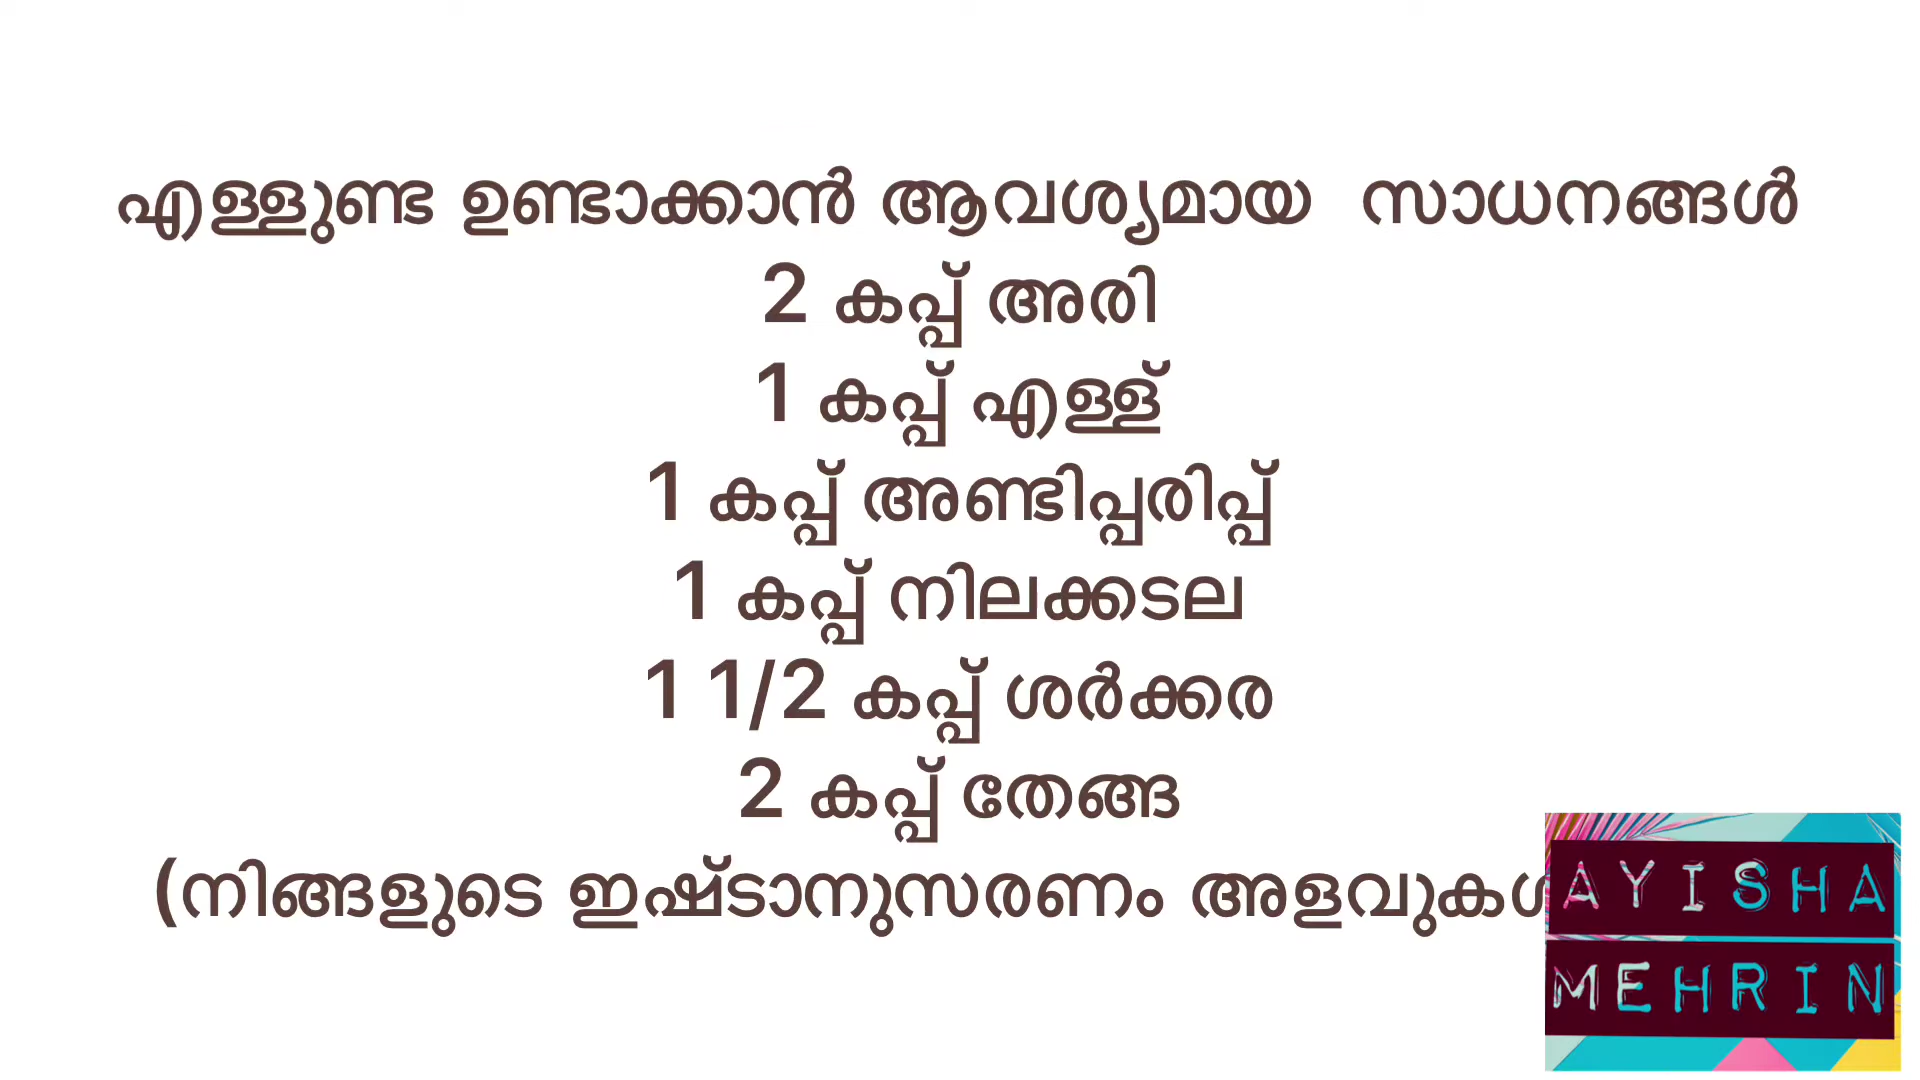 എള്ളുണ്ട ഉണ്ടാക്കാൻ ആവശ്യമായ സാധനങ്ങൾ
2 കപ്പ് അരി
1 കപ്പ് എള്ള്
1 കപ്പ് അണ്ടിപ്പരിപ്പ്
1 കപ്പ് നിലക്കടല
1 1/2 കപ്പ് ശർക്കര
2 കപ്പ് തേങ്ങ
(നിങ്ങളുടെ ഇഷ്ടാനുസരണം
AYISHA
MEHRIN